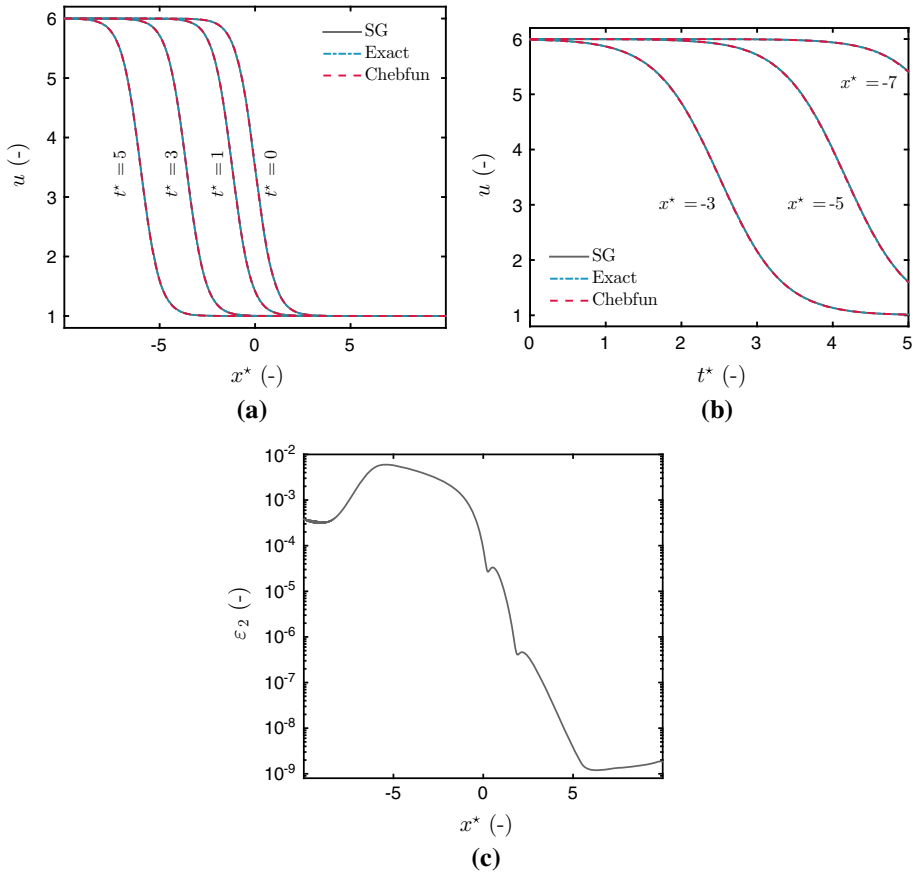 6
5
4
3
2
1
u (-)
SG
Exact
Chebfun
t⋆ = 5
t⋆ = 3
t⋆ = 1
t⋆ = 0
-5 0 5
x⋆ (-)
(a)
6
5
4
3
2
1
u (-)
x⋆ = -7
x⋆ = -3
x⋆ = -5
SG
Exact
Chebfun
0 1 2 3 4 5
t⋆ (-)
(b)
10⁻²
10⁻³
10⁻⁴
10⁻⁵
10⁻⁶
10⁻⁷
10⁻⁸
10⁻⁹
ε₂ (-)
-5 0 5
x⋆ (-)
(c)